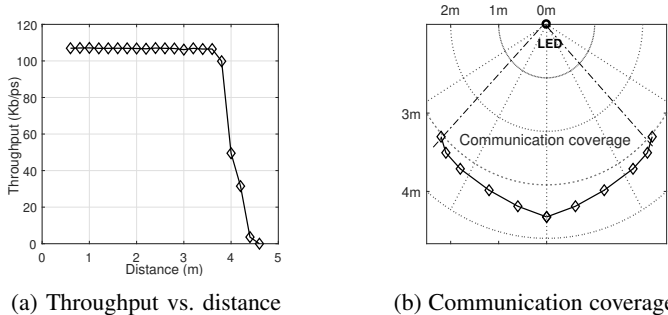 120
100
80
60
40
20
0
Throughput (Kb/ps)
0 1 2 3 4 5
Distance (m)
2m 1m 0m
LED
3m
Communication coverage
4m
(a) Throughput vs. distance
(b) Communication coverage